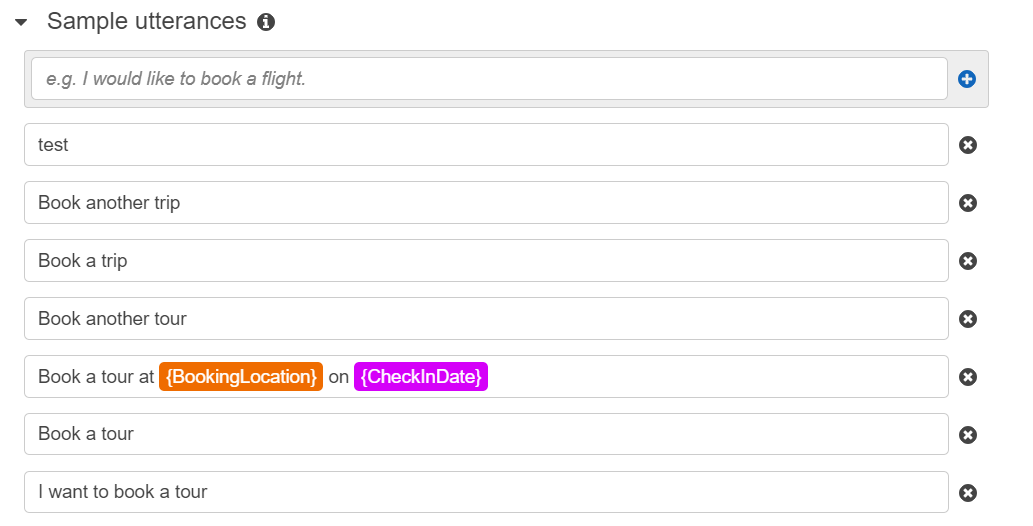 Sample utterances
e.g. I would like to book a flight.
test
Book another trip
Book a trip
Book another tour
Book a tour at {BookingLocation} on {CheckInDate}
Book a tour
I want to book a tour